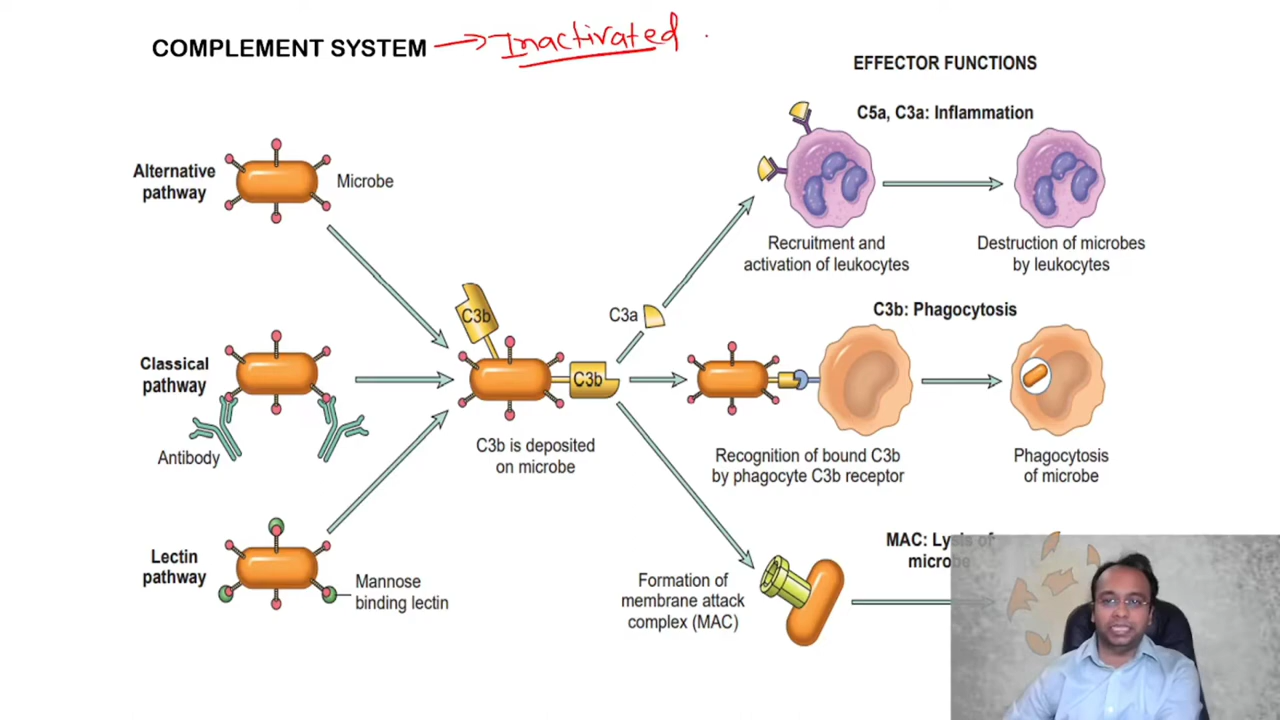 COMPLEMENT SYSTEM → Inactivated
EFFECTOR FUNCTIONS
C5a, C3a: Inflammation
Alternative
pathway
Microbe
Recruitment and
activation of leukocytes
Destruction of microbes
by leukocytes
C3b
C3a
C3b: Phagocytosis
Classical
pathway
C3b
Antibody
C3b is deposited
on microbe
Recognition of bound C3b
by phagocyte C3b receptor
Phagocytosis
of microbe
Lectin
pathway
Mannose
binding lectin
Formation of
membrane attack
complex (MAC)
MAC: Lysis of
microbe